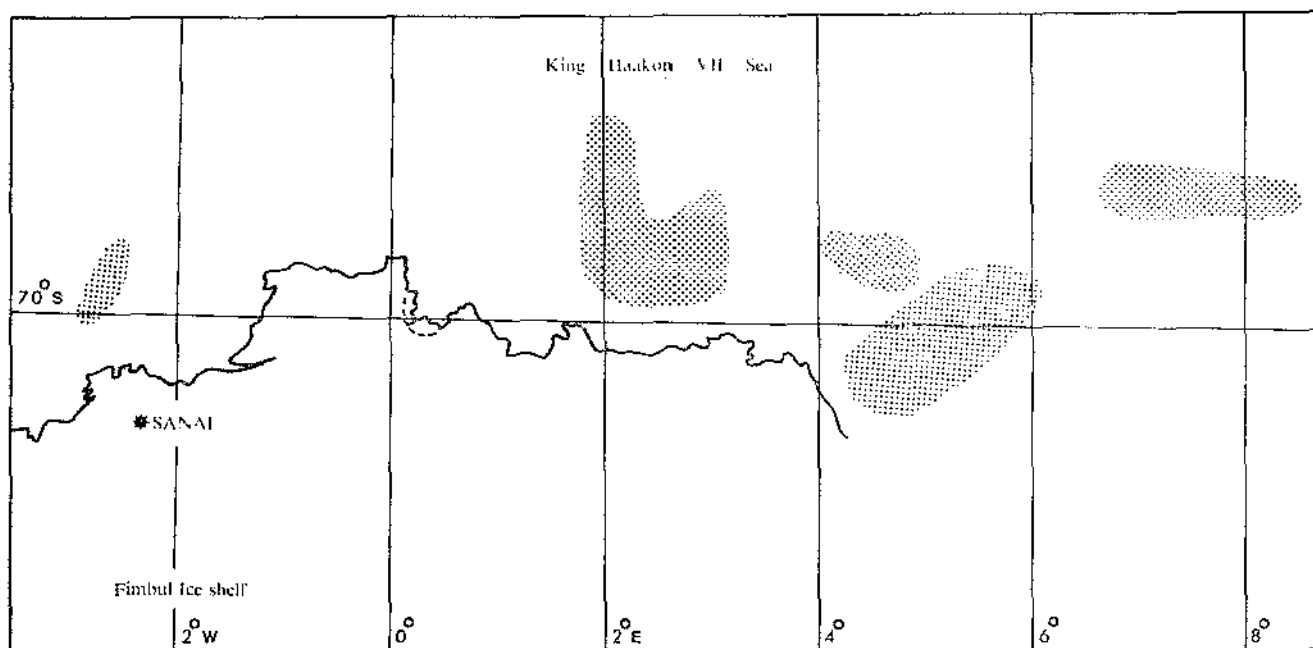 King Haakon VII Sea
70°S
SANAE
Fimbul Ice shelf
2°W
0°
2°E
4°
6°
8°